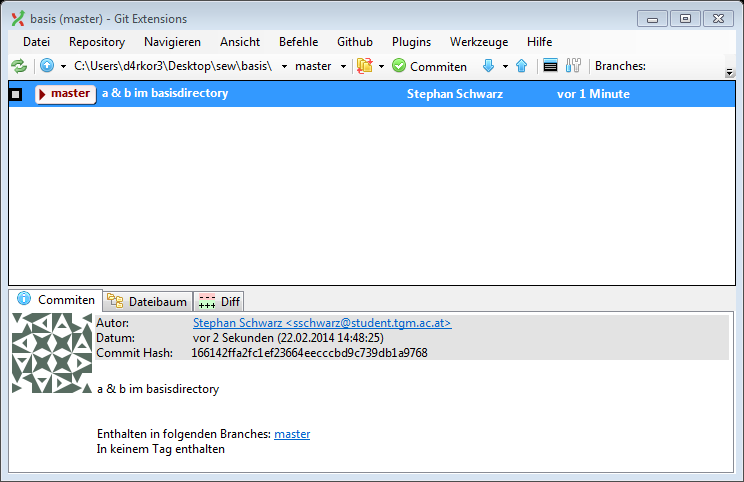 basis (master) - Git Extensions
Datei Repository Navigieren Ansicht Befehle Github Plugins Werkzeuge Hilfe
C:\Users\d4rkor3\Desktop\sew\basis\ master Commiten Branches:
master a & b im basisdirectory Stephan Schwarz vor 1 Minute
Commiten Dateibaum Diff
Autor: Stephan Schwarz <sschwarz@student.tgm.ac.at>
Datum: vor 2 Sekunden (22.02.2014 14:48:25)
Commit Hash: 166142ffa2fc1ef23664eecccbd9c739db1a9768
a & b im basisdirectory
Enthalten in folgenden Branches: master
In keinem Tag enthalten